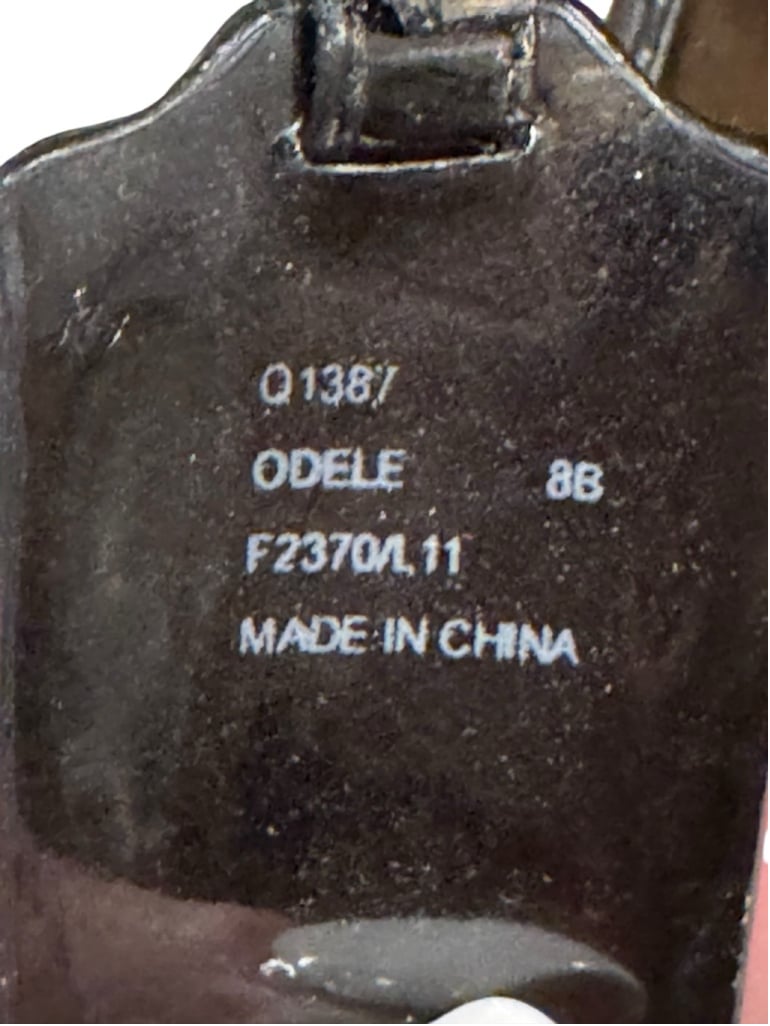 Q1387
ODELE 8B
F2370/L11
MADE IN CHINA